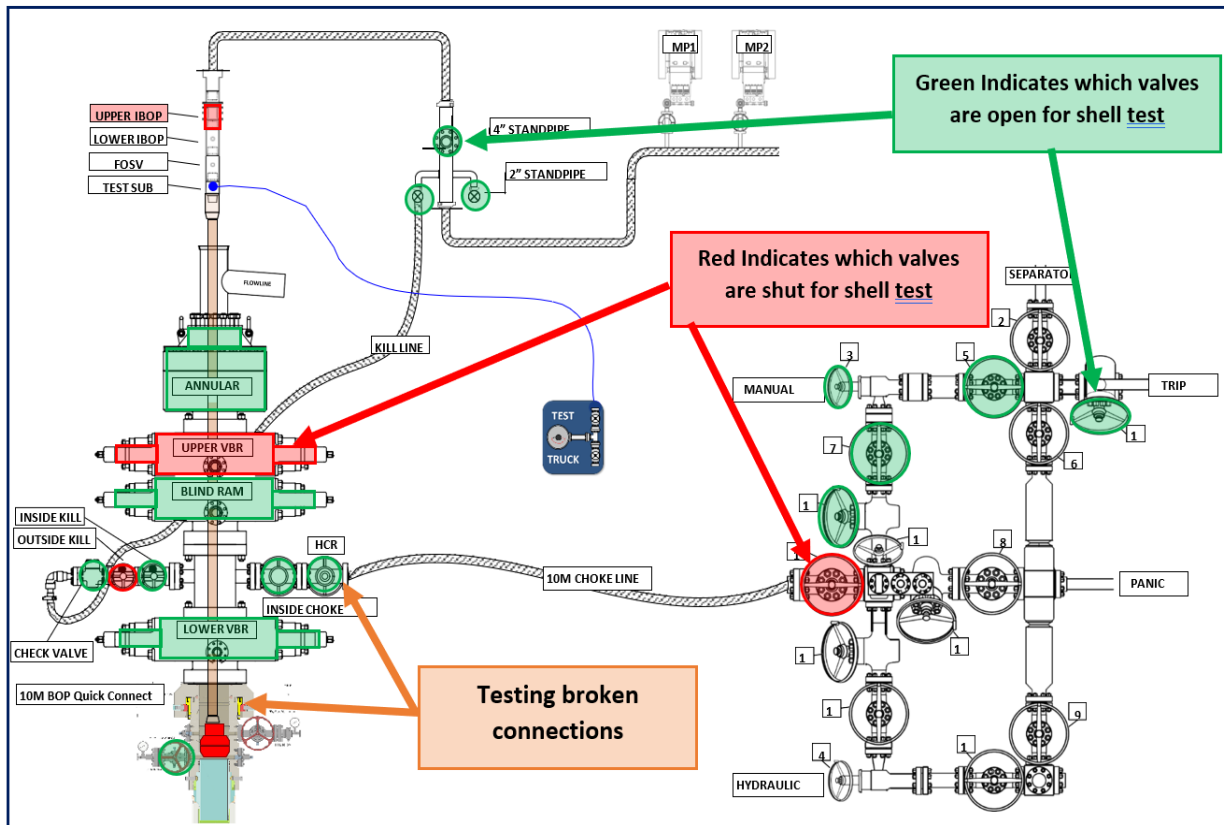 MP1
MP2
Green Indicates which valves
are open for shell test
UPPER IBOP
LOWER IBOP
FOSV
TEST SUB
4” STANDPIPE
2” STANDPIPE
Red Indicates which valves
are shut for shell test
FLOWLINE
SEPARATO
2
KILL LINE
3
5
MANUAL
TRIP
ANNULAR
1
TEST
TRUCK
UPPER VBR
7
6
BLIND RAM
1
INSIDE KILL
OUTSIDE KILL
HCR
1
8
10M CHOKE LINE
PANIC
INSIDE CHOKE
LOWER VBR
CHECK VALVE
1
1
10M BOP Quick Connect
Testing broken
connections
1
9
4
1
HYDRAULIC